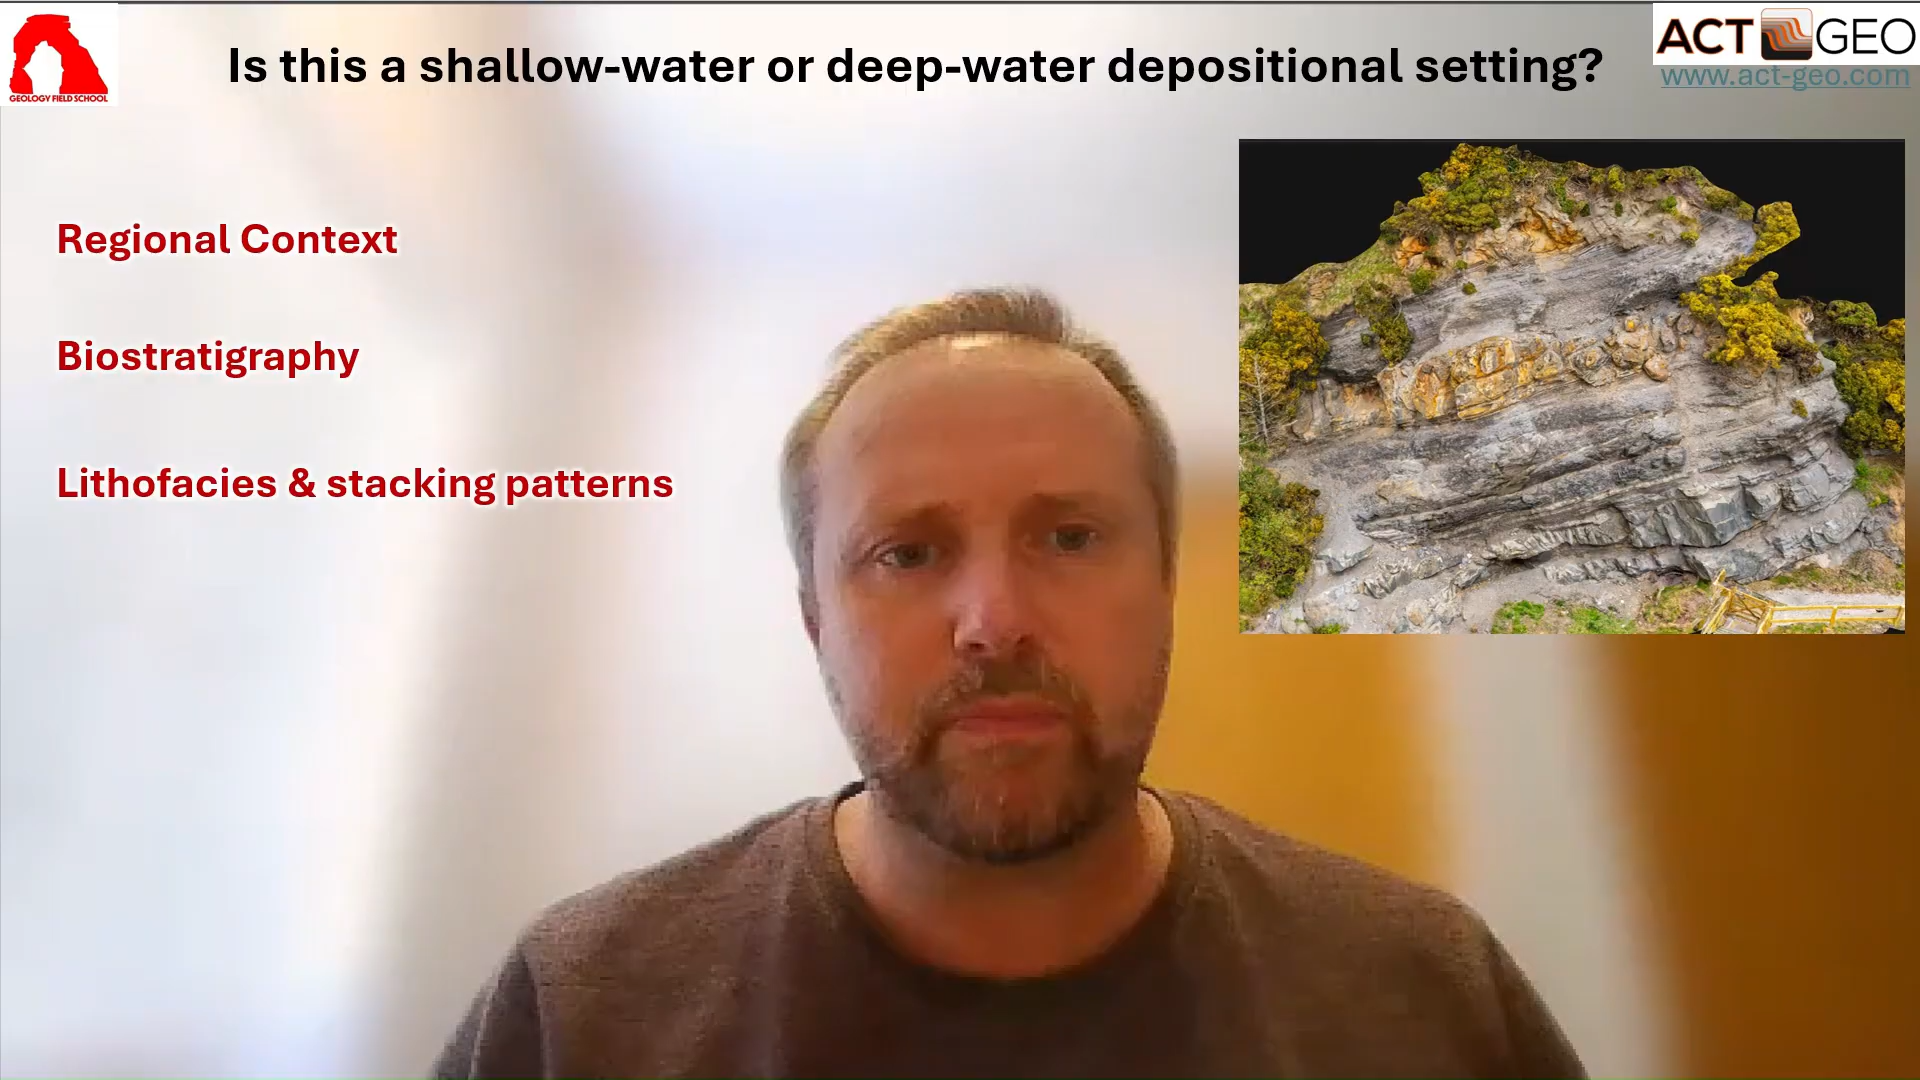 Is this a shallow-water or deep-water depositional setting?
ACT GEO
www.act-geo.com
GEOLOGY FIELD SCHOOL
Regional Context
Biostratigraphy
Lithofacies & stacking patterns